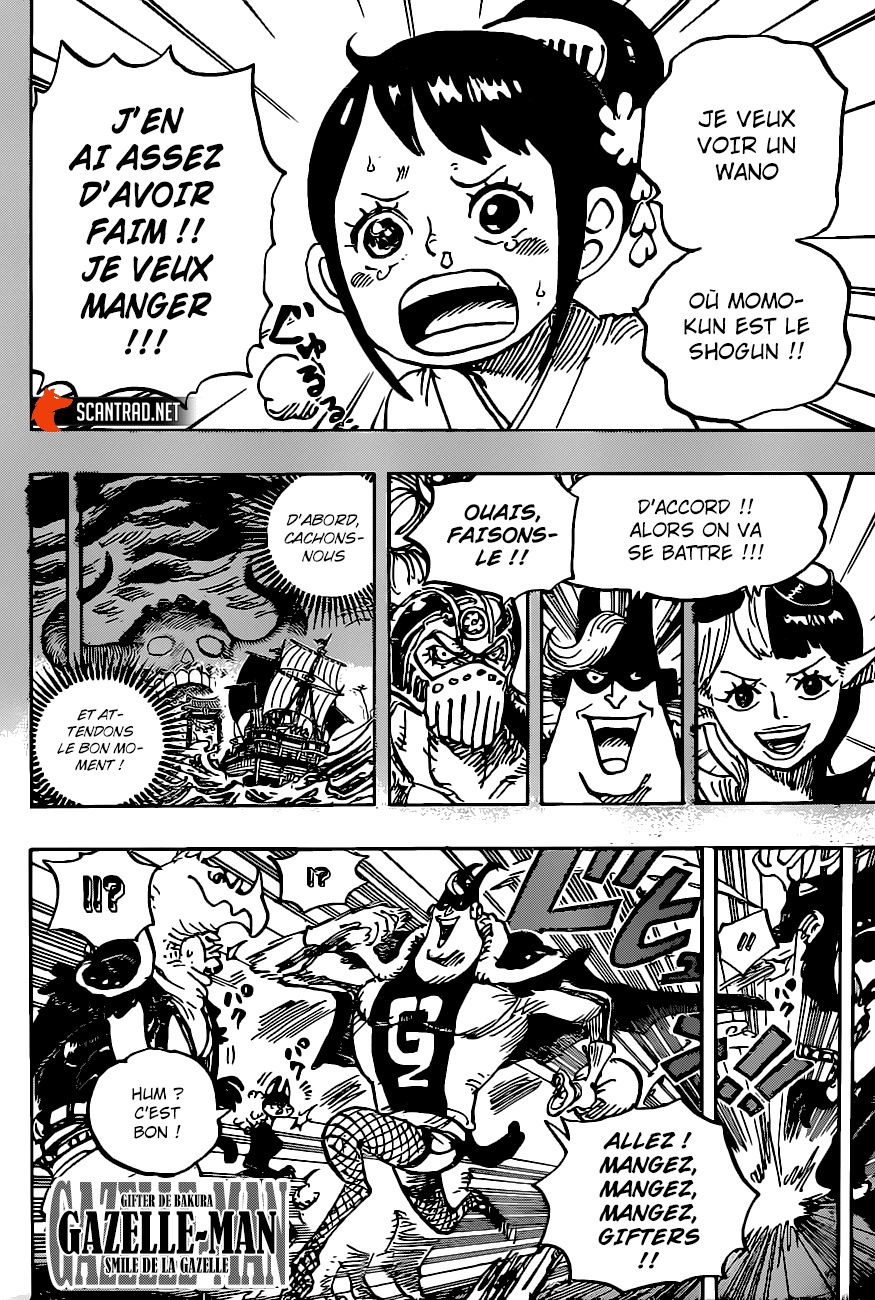 J'EN
AI ASSEZ
D'AVOIR
FAIM !!
JE VEUX
MANGER
!!!
JE VEUX
VOIR UN
WANO
OÙ MOMO-
KUN EST LE
SHOGUN !!
SCANTRAD.NET
D'ABORD,
CACHONS-
NOUS
ET AT-
TENDONS
LE BON MO-
MENT !
OUAIS,
FAISONS-
LE !!
D'ACCORD !!
ALORS ON VA
SE BATTRE !!!
!!?
!?
!!
HUM ?
C'EST
BON !
ALLEZ !
MANGEZ,
MANGEZ,
MANGEZ,
GIFTERS
!!
GIFTER DE BAKURA
GAZELLE-MAN
SMILE DE LA GAZELLE